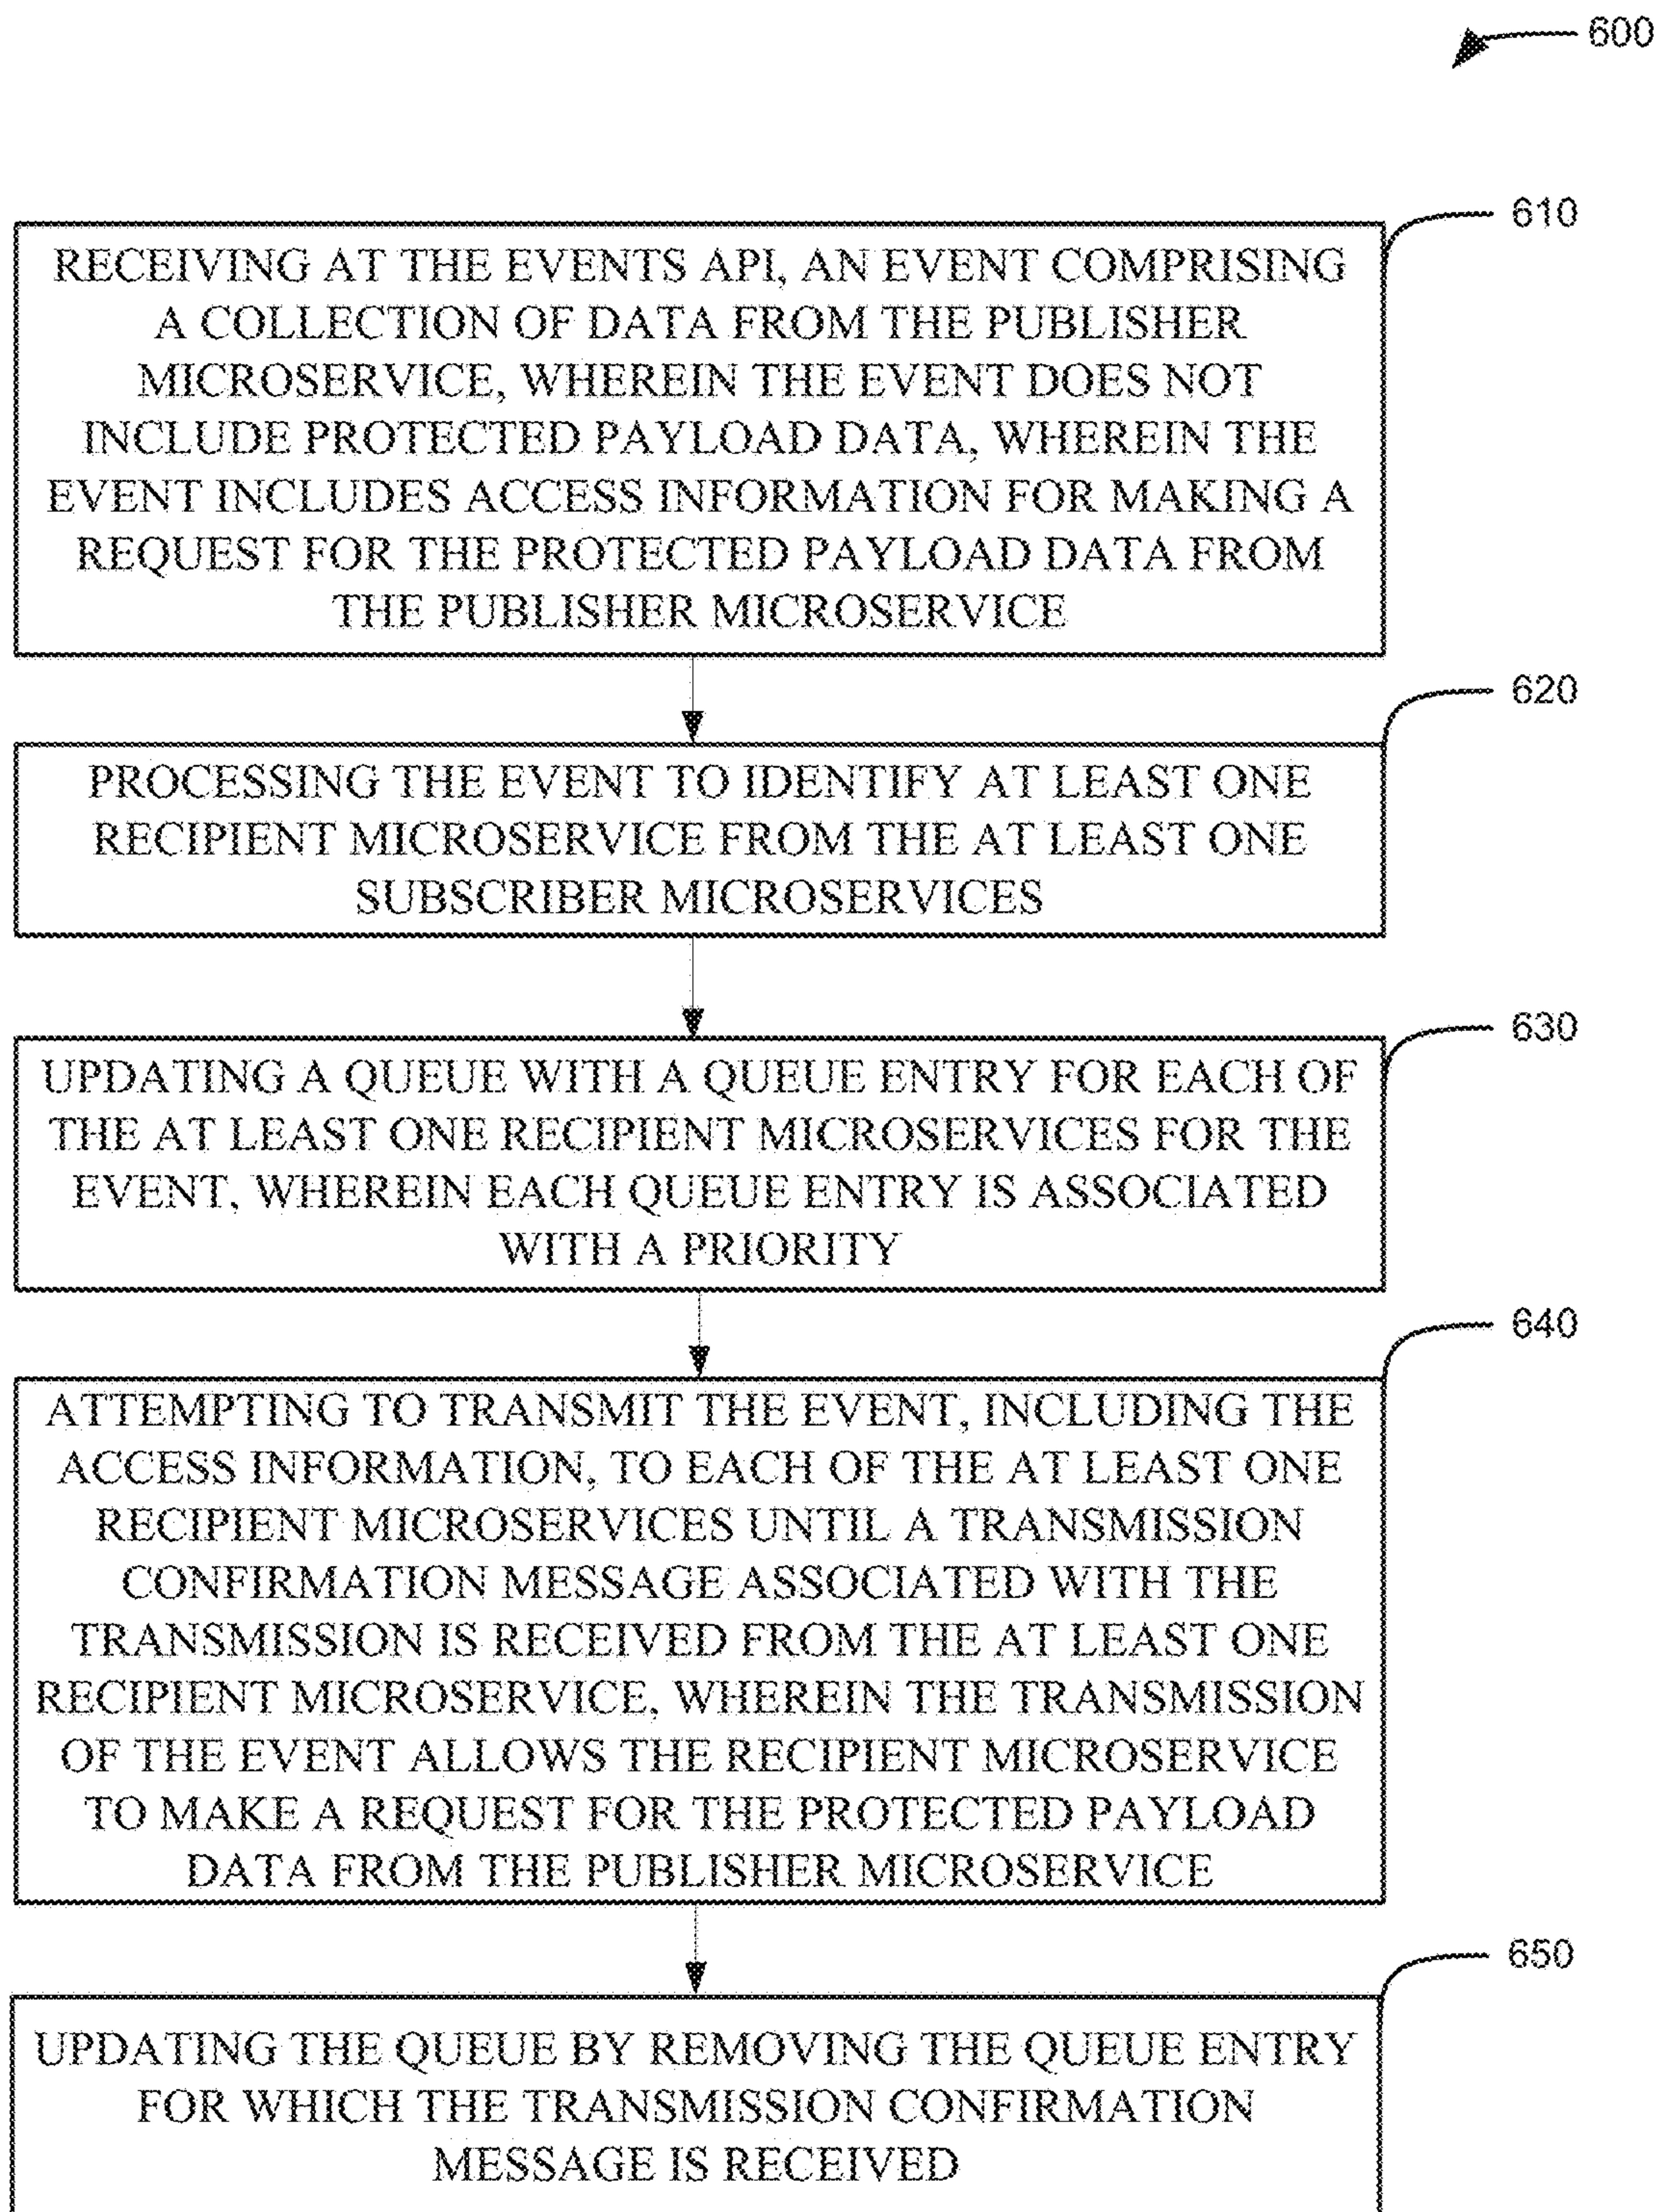 600
610
RECEIVING AT THE EVENTS API, AN EVENT COMPRISING
A COLLECTION OF DATA FROM THE PUBLISHER
MICROSERVICE, WHEREIN THE EVENT DOES NOT
INCLUDE PROTECTED PAYLOAD DATA, WHEREIN THE
EVENT INCLUDES ACCESS INFORMATION FOR MAKING A
REQUEST FOR THE PROTECTED PAYLOAD DATA FROM
THE PUBLISHER MICROSERVICE
620
PROCESSING THE EVENT TO IDENTIFY AT LEAST ONE
RECIPIENT MICROSERVICE FROM THE AT LEAST ONE
SUBSCRIBER MICROSERVICES
630
UPDATING A QUEUE WITH A QUEUE ENTRY FOR EACH OF
THE AT LEAST ONE RECIPIENT MICROSERVICES FOR THE
EVENT, WHEREIN EACH QUEUE ENTRY IS ASSOCIATED
WITH A PRIORITY
640
ATTEMPTING TO TRANSMIT THE EVENT, INCLUDING THE
ACCESS INFORMATION, TO EACH OF THE AT LEAST ONE
RECIPIENT MICROSERVICES UNTIL A TRANSMISSION
CONFIRMATION MESSAGE ASSOCIATED WITH THE
TRANSMISSION IS RECEIVED FROM THE AT LEAST ONE
RECIPIENT MICROSERVICE, WHEREIN THE TRANSMISSION
OF THE EVENT ALLOWS THE RECIPIENT MICROSERVICE
TO MAKE A REQUEST FOR THE PROTECTED PAYLOAD
DATA FROM THE PUBLISHER MICROSERVICE
650
UPDATING THE QUEUE BY REMOVING THE QUEUE ENTRY
FOR WHICH THE TRANSMISSION CONFIRMATION
MESSAGE IS RECEIVED